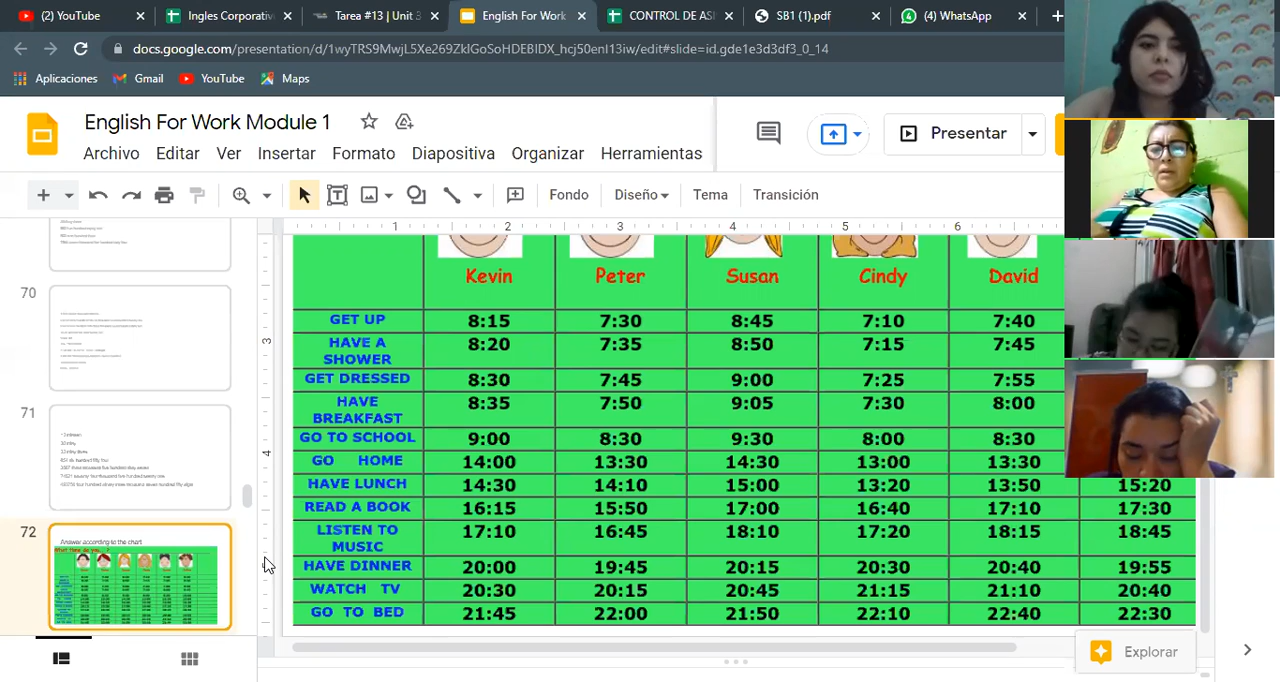 (2) YouTube
Ingles Corporativ
Tarea #13 | Unit 3
English For Work
CONTROL DE ASI
SB1 (1).pdf
(4) WhatsApp
docs.google.com/presentation/d/1wyTRS9MwjL5Xe269ZklGoSoHDEBIDX_hcj50enI13iw/edit#slide=id.gde1e3d3df3_0_14
Aplicaciones Gmail YouTube Maps
English For Work Module 1
Archivo Editar Ver Insertar Formato Diapositiva Organizar Herramientas
Presentar
Fondo Diseño Tema Transición
1 2 3 4 5 6
3
4
70
71
72
Answer according to the chart
Kevin Peter Susan Cindy David
GET UP 8:15 7:30 8:45 7:10 7:40
HAVE A SHOWER 8:20 7:35 8:50 7:15 7:45
GET DRESSED 8:30 7:45 9:00 7:25 7:55
HAVE BREAKFAST 8:35 7:50 9:05 7:30 8:00
GO TO SCHOOL 9:00 8:30 9:30 8:00 8:30
GO HOME 14:00 13:30 14:30 13:00 13:30
HAVE LUNCH 14:30 14:10 15:00 13:20 13:50 15:20
READ A BOOK 16:15 15:50 17:00 16:40 17:10 17:30
LISTEN TO MUSIC 17:10 16:45 18:10 17:20 18:15 18:45
HAVE DINNER 20:00 19:45 20:15 20:30 20:40 19:55
WATCH TV 20:30 20:15 20:45 21:15 21:10 20:40
GO TO BED 21:45 22:00 21:50 22:10 22:40 22:30
Explorar